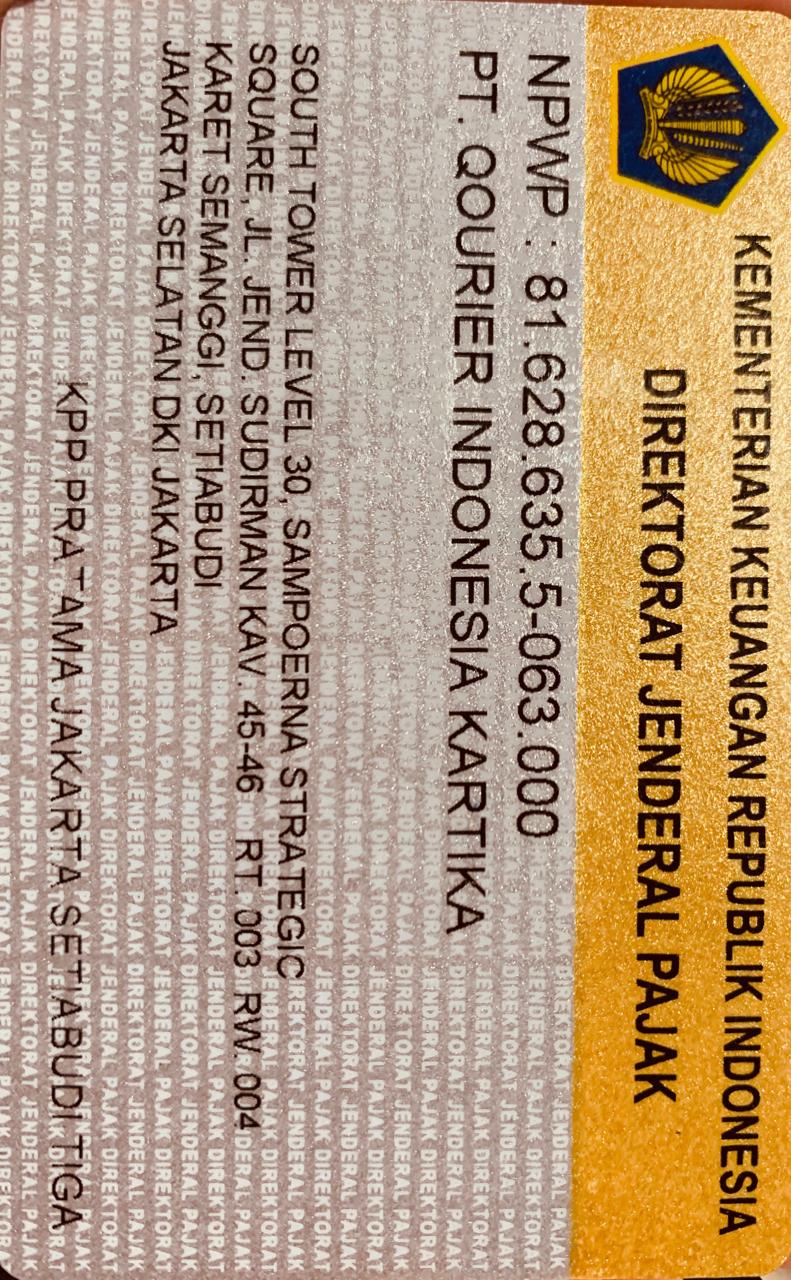 KEMENTERIAN KEUANGAN REPUBLIK INDONESIA
DIREKTORAT JENDERAL PAJAK
NPWP : 81.628.635.5-063.000
PT. QOURIER INDONESIA KARTIKA
SOUTH TOWER LEVEL 30, SAMPOERNA STRATEGIC
SQUARE, JL. JEND. SUDIRMAN KAV. 45-46 RT. 003 RW. 004
KARET SEMANGGI, SETIABUDI
JAKARTA SELATAN DKI JAKARTA
KPP PRATAMA JAKARTA SETIABUDI TIGA